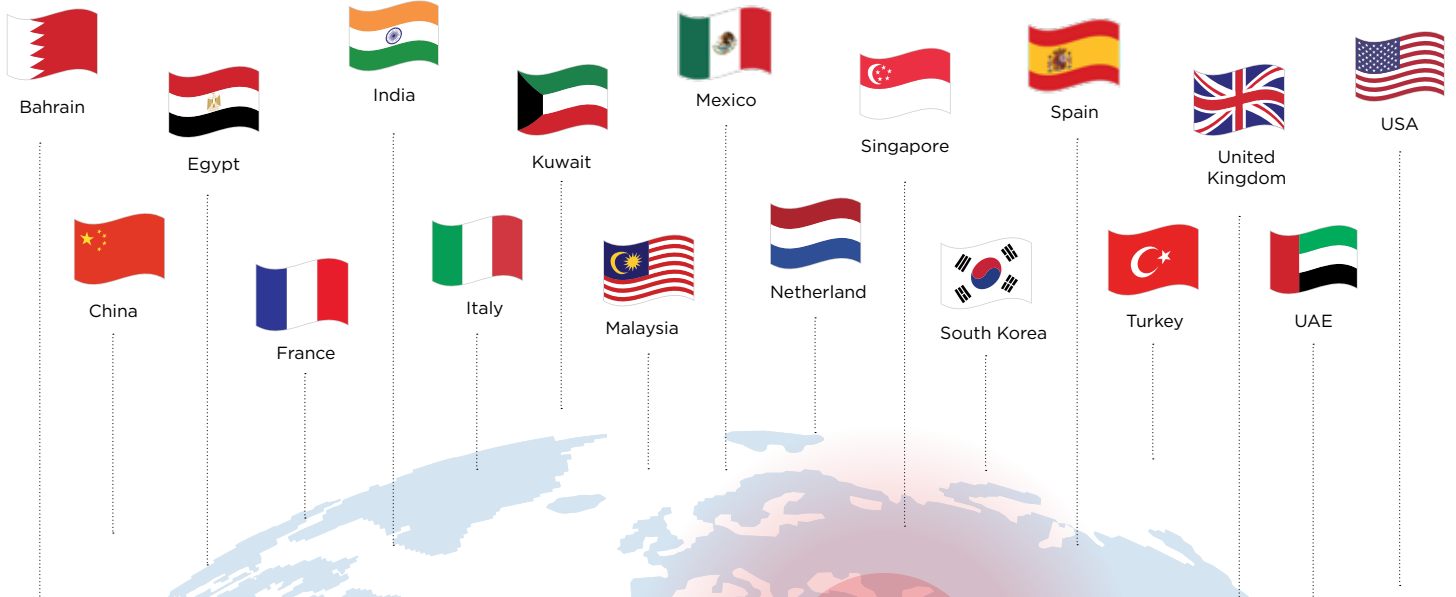 Bahrain
Egypt
India
Kuwait
Mexico
Singapore
Spain
United
Kingdom
USA
China
France
Italy
Malaysia
Netherland
South Korea
Turkey
UAE